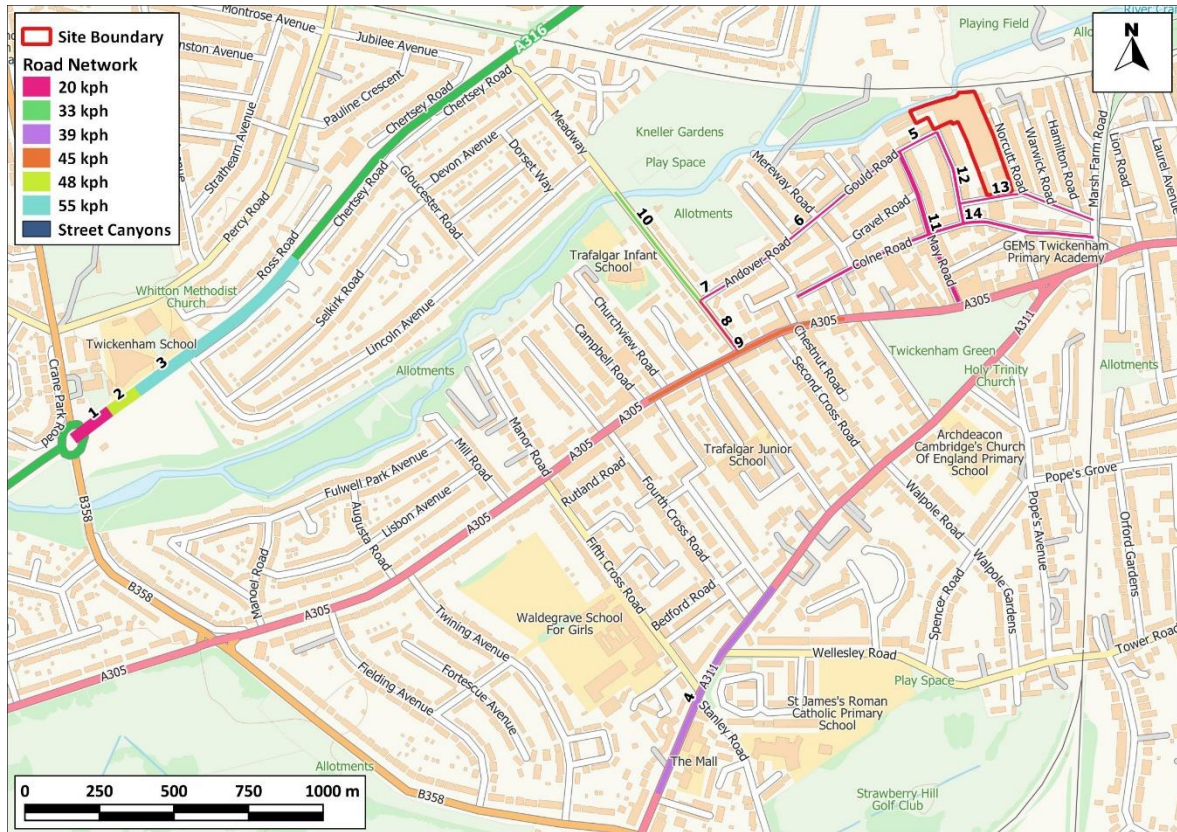 Site Boundary
Road Network
20 kph
33 kph
39 kph
45 kph
48 kph
55 kph
Street Canyons
Montrose Avenue
Jubilee Avenue
A316
Playing Field
N
Pauline Crescent
Chertsey Road
Chertsey Road
Strathearn Avenue
Percy Road
Meadway
Devon Avenue
Dorset Way
Gloucester Road
Chertsey Road
Ross Road
Selkirk Road
Lincoln Avenue
Whitton Methodist
Church
Twickenham School
Crane Park Road
1
2
3
Allotments
Kneller Gardens
Play Space
Allotments
10
Mereway Road
Gould Road
5
6
7
8
9
Andover Road
Gravel Road
Colne Road
11
May Road
12
13
14
Norcutt Road
Warwick Road
Hamilton Road
Marsh Farm Road
Lion Road
Laurel Avenue
GEMS Twickenham
Primary Academy
Trafalgar Infant
School
Churchview Road
Campbell Road
A305
A305
A311
Twickenham Green
Holy Trinity
Church
Allotments
Chestnut Road
Second Cross Road
A305
A305
A305
Manor Road
Mill Road
Rutland Road
Fulwell Park Avenue
Lisbon Avenue
Augusta Road
Manoel Road
Trafalgar Junior
School
Archdeacon
Cambridge's Church
Of England Primary
School
Pope's Grove
Pope's Avenue
Orford Gardens
Walpole Road
Walpole Gardens
Spencer Road
Tower Road
Fourth Cross Road
Fifth Cross Road
Bedford Road
Waldegrave School
For Girls
Twining Avenue
Fielding Avenue
Fortescue Avenue
B358
B358
A305
A305
Wellesley Road
Play Space
4
A311
Stanley Road
St James's Roman
Catholic Primary
School
The Mall
Strawberry Hill
Golf Club
Allotments
B358
0 250 500 750 1000 m